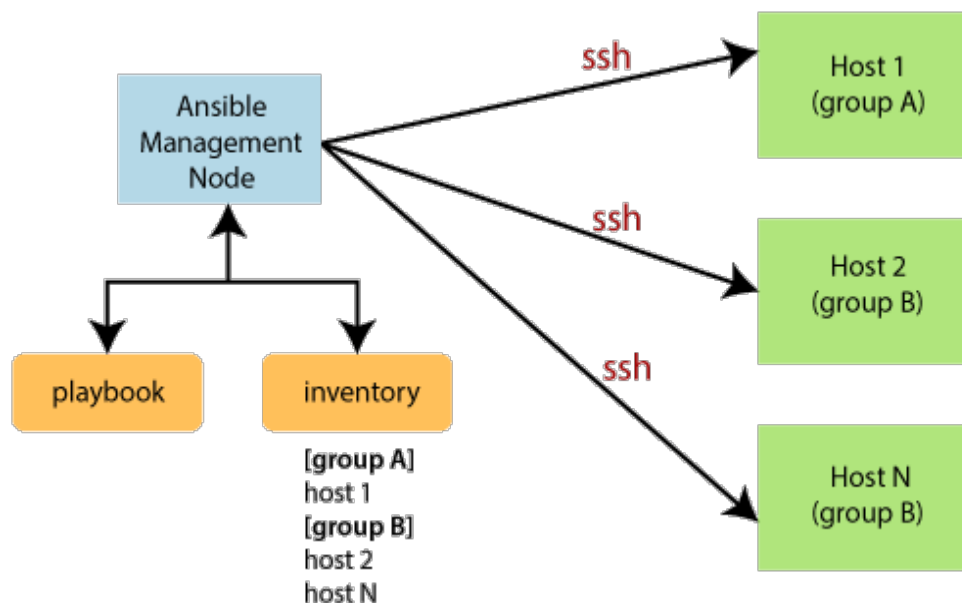 ssh
Host 1
(group A)
Ansible
Management
Node
ssh
Host 2
(group B)
ssh
playbook
inventory
[group A]
host 1
[group B]
host 2
host N
Host N
(group B)